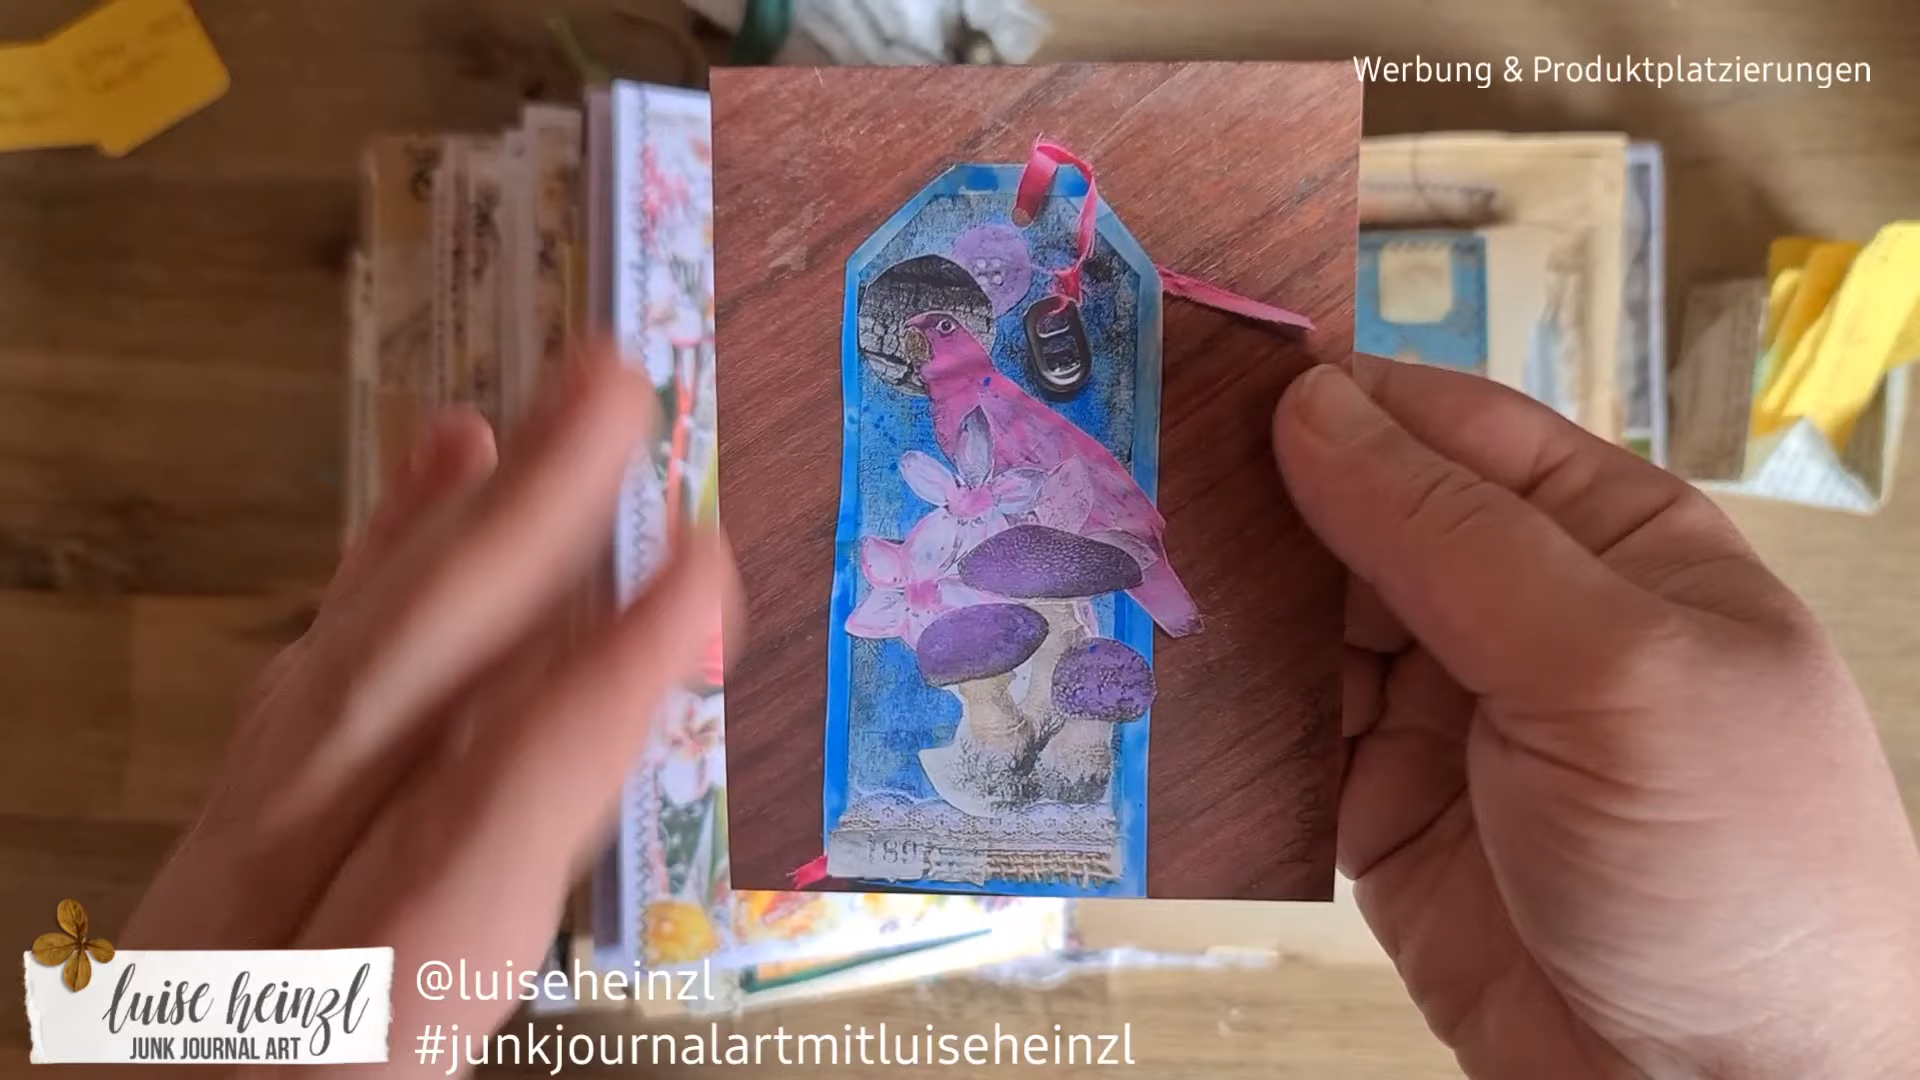 Werbung & Produktplatzierungen
luise heinzl
JUNK JOURNAL ART
@luiseheinzl
#junkjournalartmitluiseheinzl